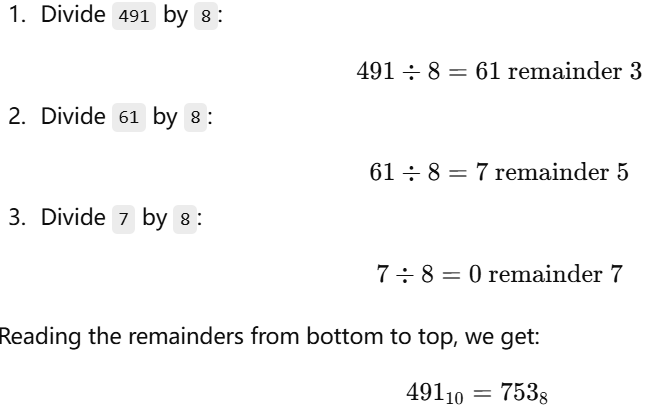 1. Divide 491 by 8:
491 ÷ 8 = 61 remainder 3
2. Divide 61 by 8:
61 ÷ 8 = 7 remainder 5
3. Divide 7 by 8:
7 ÷ 8 = 0 remainder 7
Reading the remainders from bottom to top, we get:
491₁₀ = 753₈